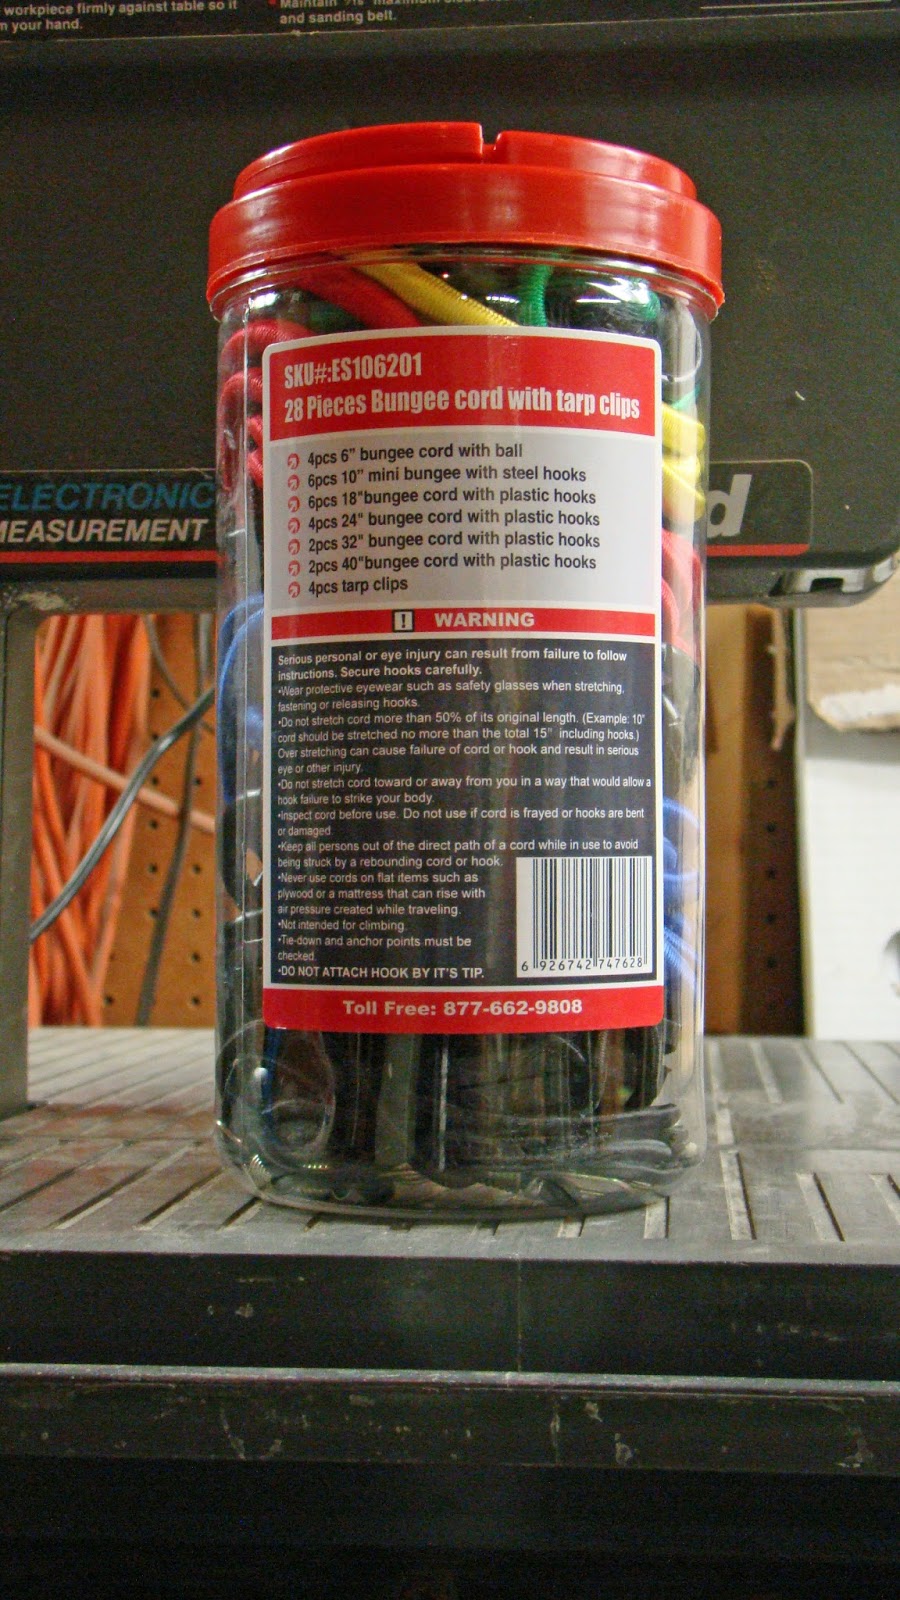 workpiece firmly against table so it
n your hand.
and sanding belt.
SKU#:ES106201
28 Pieces Bungee cord with tarp clips
4pcs 6" bungee cord with ball
6pcs 10" mini bungee with steel hooks
6pcs 18"bungee cord with plastic hooks
4pcs 24" bungee cord with plastic hooks
2pcs 32" bungee cord with plastic hooks
2pcs 40"bungee cord with plastic hooks
4pcs tarp clips
! WARNING
Serious personal or eye injury can result from failure to follow
instructions. Secure hooks carefully.
•Wear protective eyewear such as safety glasses when stretching,
fastening or releasing hooks.
•Do not stretch cord more than 50% of its original length. (Example: 10"
cord should be stretched no more than the total 15" including hooks.)
Over stretching can cause failure of cord or hook and result in serious
eye or other injury.
•Do not stretch cord toward or away from you in a way that would allow a
hook failure to strike your body.
•Inspect cord before use. Do not use if cord is frayed or hooks are bent
or damaged.
•Keep all persons out of the direct path of a cord while in use to avoid
being struck by a rebounding cord or hook.
•Never use cords on flat items such as
plywood or a mattress that can rise with
air pressure created while traveling.
•Not intended for climbing.
•Tie-down and anchor points must be
checked.
•DO NOT ATTACH HOOK BY IT'S TIP.
6 926742 747628
Toll Free: 877-662-9808
ELECTRONIC
MEASUREMENT
d